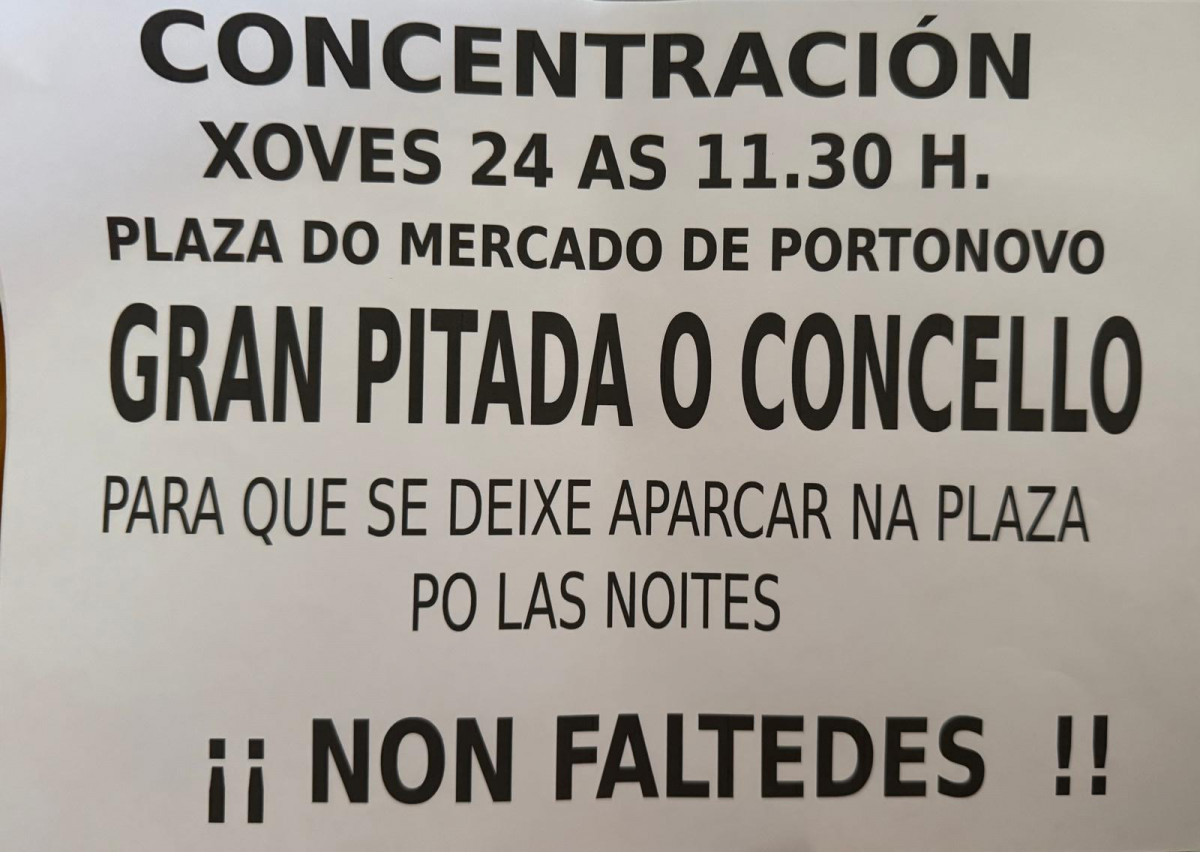 CONCENTRACIÓN
XOVES 24 AS 11.30 H.
PLAZA DO MERCADO DE PORTONOVO
GRAN PITADA O CONCELLO
PARA QUE SE DEIXE APARCAR NA PLAZA
PO LAS NOITES
¡¡ NON FALTEDES !!